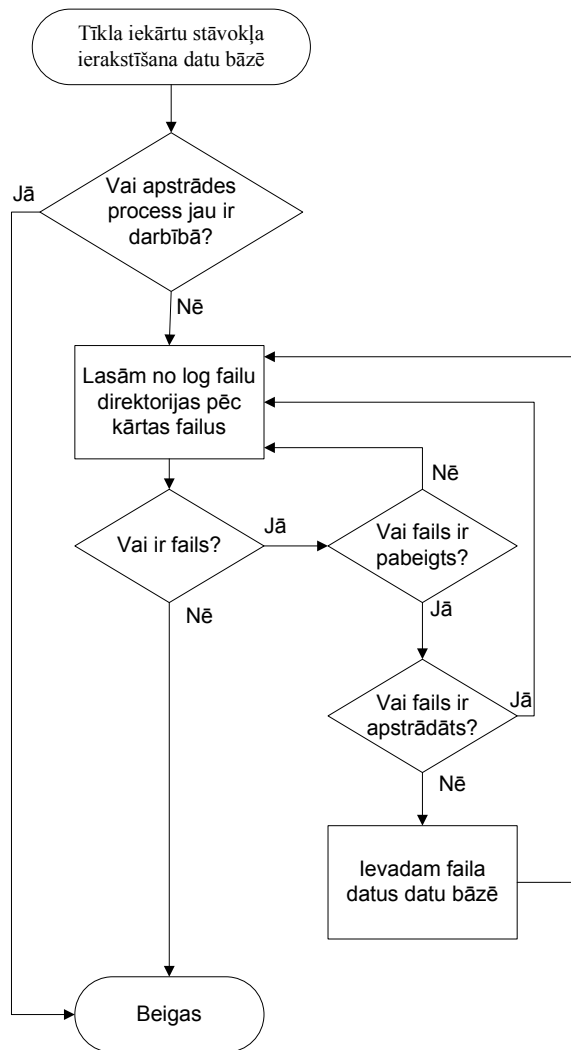 Tīkla iekārtu stāvokļa
ierakstīšana datu bāzē
Jā
Vai apstrādes
process jau ir
darbībā?
Nē
Lasām no log failu
direktorijas pēc
kārtas failus
Vai ir fails?
Jā
Nē
Vai fails ir
pabeigts?
Nē
Jā
Vai fails ir
apstrādāts?
Jā
Nē
Ievadam faila
datus datu bāzē
Beigas